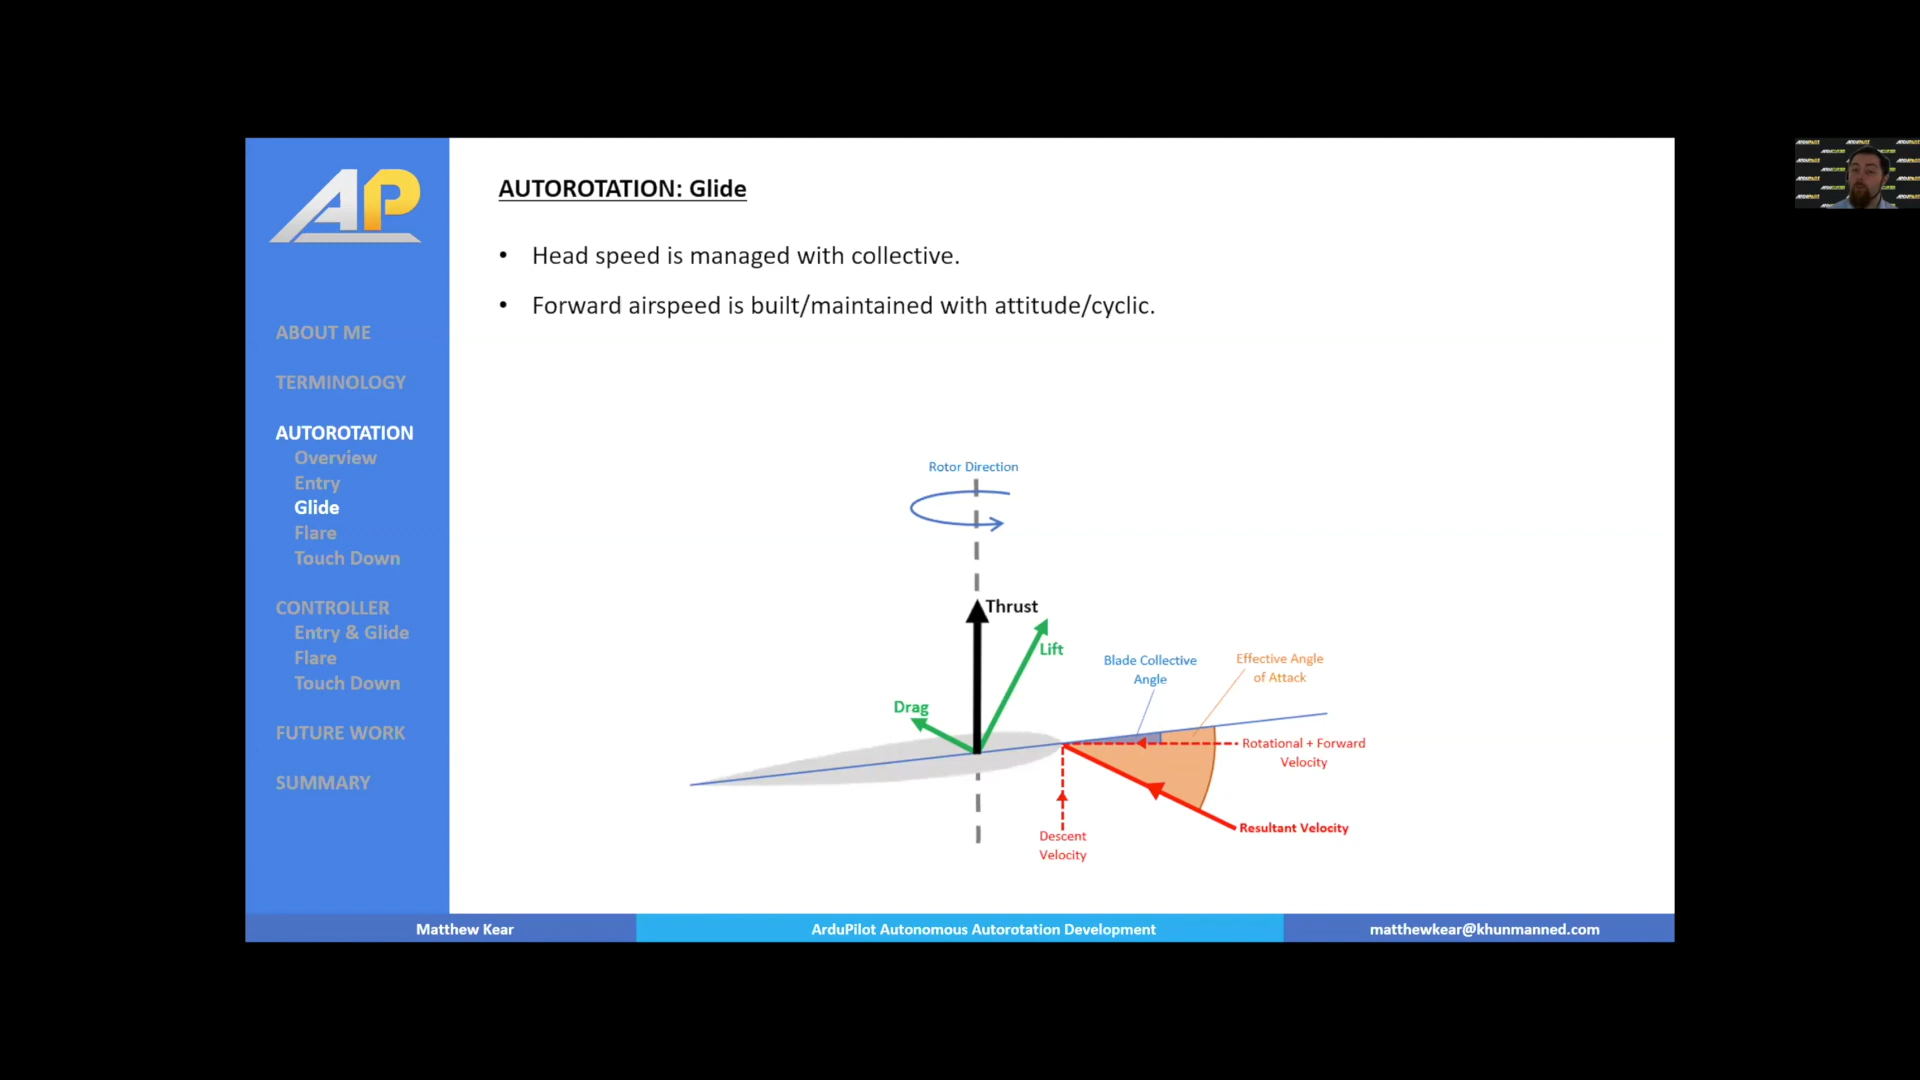 AP
ABOUT ME
TERMINOLOGY
AUTOROTATION
Overview
Entry
Glide
Flare
Touch Down
CONTROLLER
Entry & Glide
Flare
Touch Down
FUTURE WORK
SUMMARY
AUTOROTATION: Glide
• Head speed is managed with collective.
• Forward airspeed is built/maintained with attitude/cyclic.
Rotor Direction
Thrust
Lift
Drag
Blade Collective
Angle
Effective Angle
of Attack
Rotational + Forward
Velocity
Descent
Velocity
Resultant Velocity
Matthew Kear
ArduPilot Autonomous Autorotation Development
matthewkear@khunmanned.com